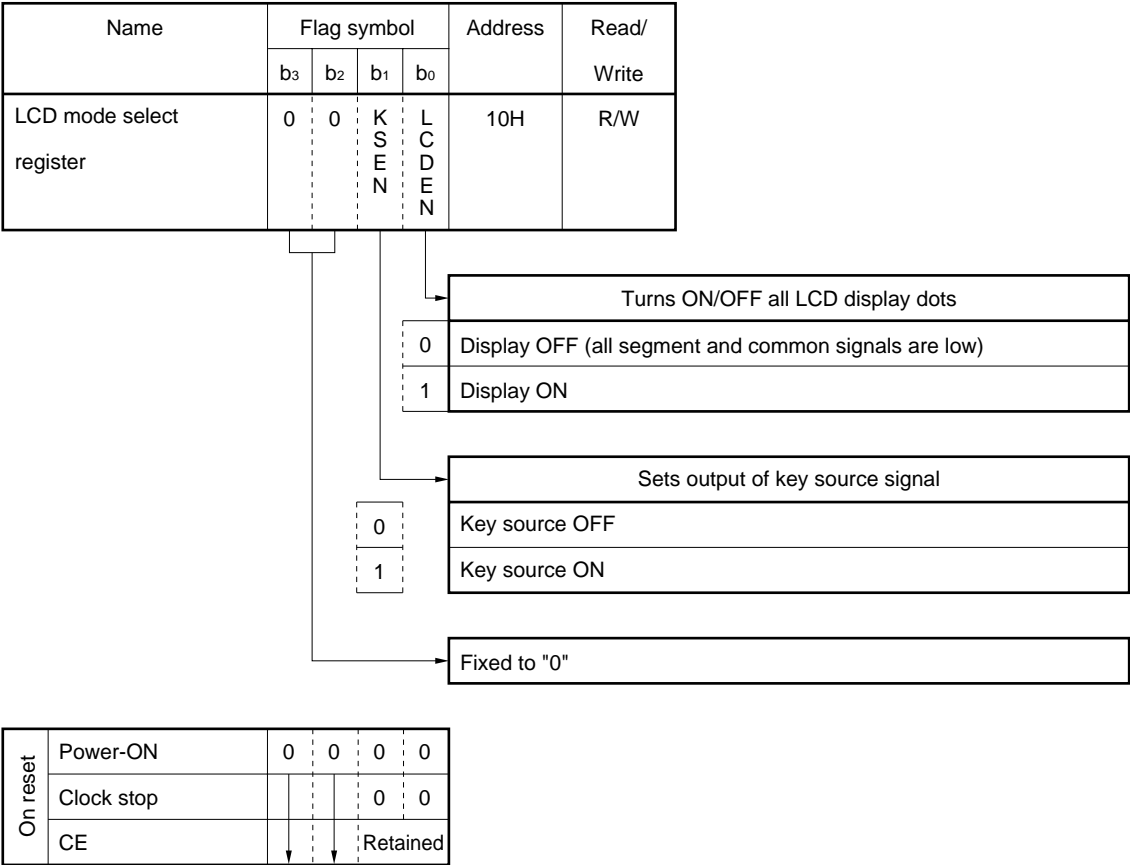 Name Flag symbol Address Read/
b3 b2 b1 b0 Write
LCD mode select 0 0 KSEN LCDEN 10H R/W
register
Turns ON/OFF all LCD display dots
0 Display OFF (all segment and common signals are low)
1 Display ON
Sets output of key source signal
0 Key source OFF
1 Key source ON
Fixed to "0"
On reset
Power-ON 0 0 0 0
Clock stop 0 0
CE Retained